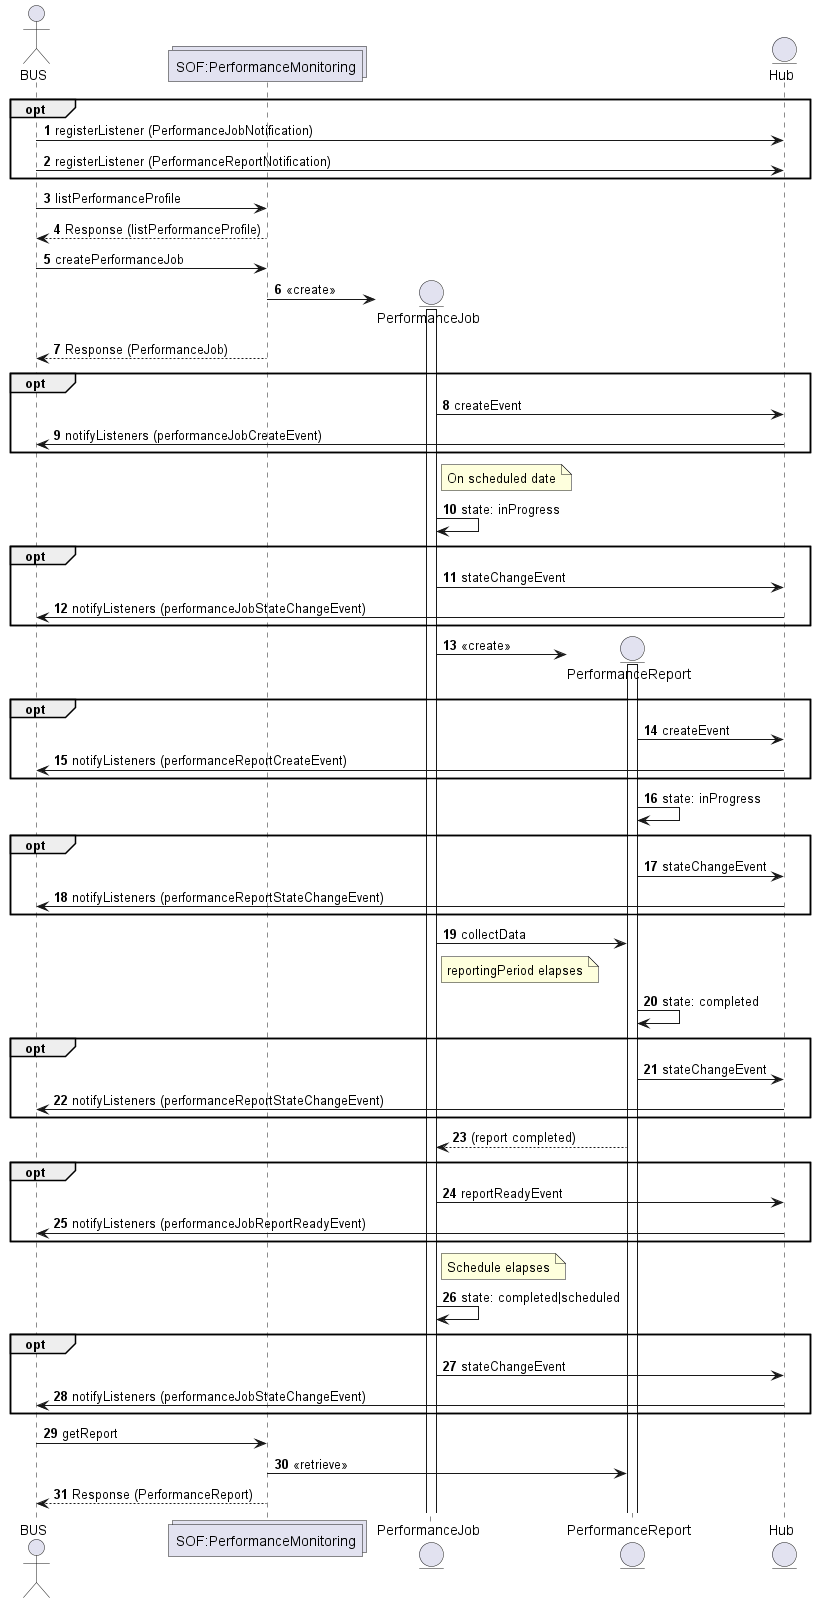 BUS
SOF:PerformanceMonitoring
Hub
opt
1 registerListener (PerformanceJobNotification)
2 registerListener (PerformanceReportNotification)
3 listPerformanceProfile
4 Response (listPerformanceProfile)
5 createPerformanceJob
6 «create»
PerformanceJob
7 Response (PerformanceJob)
opt
8 createEvent
9 notifyListeners (performanceJobCreateEvent)
On scheduled date
10 state: inProgress
opt
11 stateChangeEvent
12 notifyListeners (performanceJobStateChangeEvent)
13 «create»
PerformanceReport
opt
14 createEvent
15 notifyListeners (performanceReportCreateEvent)
16 state: inProgress
opt
17 stateChangeEvent
18 notifyListeners (performanceReportStateChangeEvent)
19 collectData
reportingPeriod elapses
20 state: completed
opt
21 stateChangeEvent
22 notifyListeners (performanceReportStateChangeEvent)
23 (report completed)
opt
24 reportReadyEvent
25 notifyListeners (performanceJobReportReadyEvent)
Schedule elapses
26 state: completed|scheduled
opt
27 stateChangeEvent
28 notifyListeners (performanceJobStateChangeEvent)
29 getReport
30 «retrieve»
31 Response (PerformanceReport)
BUS
SOF:PerformanceMonitoring
PerformanceJob
PerformanceReport
Hub